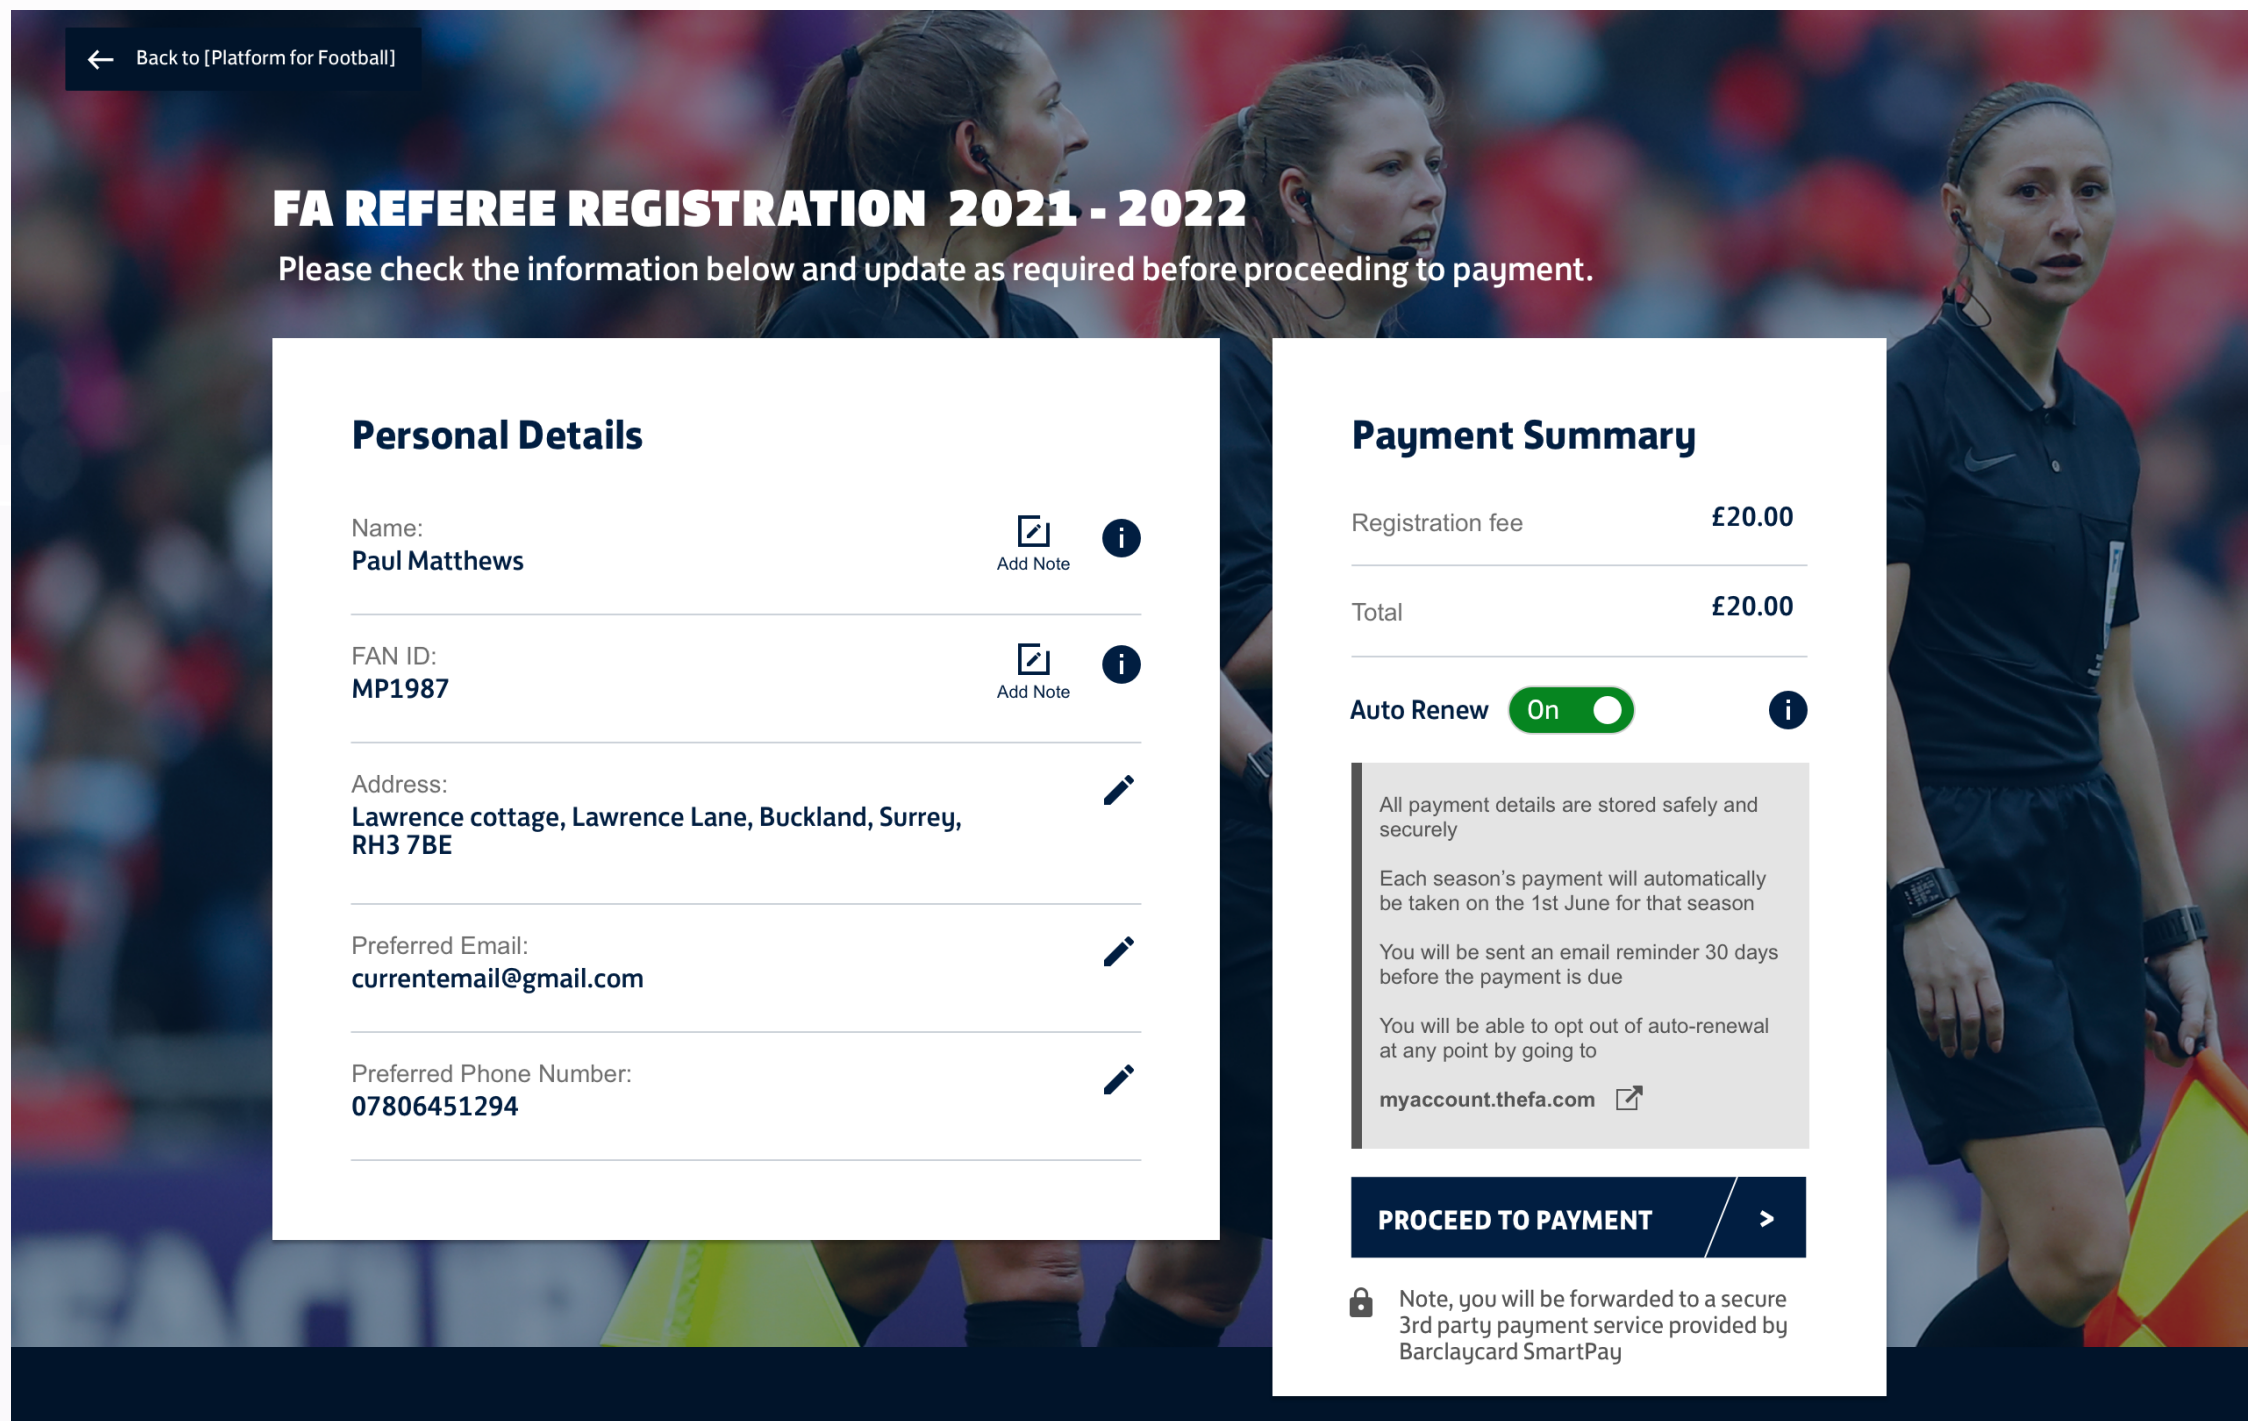 Back to [Platform for Football]
FA REFEREE REGISTRATION 2021 - 2022
Please check the information below and update as required before proceeding to payment.
Personal Details
Name:
Paul Matthews
Add Note
FAN ID:
MP1987
Add Note
Address:
Lawrence cottage, Lawrence Lane, Buckland, Surrey,
RH3 7BE
Preferred Email:
currentemail@gmail.com
Preferred Phone Number:
07806451294
Payment Summary
Registration fee £20.00
Total £20.00
Auto Renew On
All payment details are stored safely and
securely
Each season’s payment will automatically
be taken on the 1st June for that season
You will be sent an email reminder 30 days
before the payment is due
You will be able to opt out of auto-renewal
at any point by going to
myaccount.thefa.com
PROCEED TO PAYMENT >
Note, you will be forwarded to a secure
3rd party payment service provided by
Barclaycard SmartPay